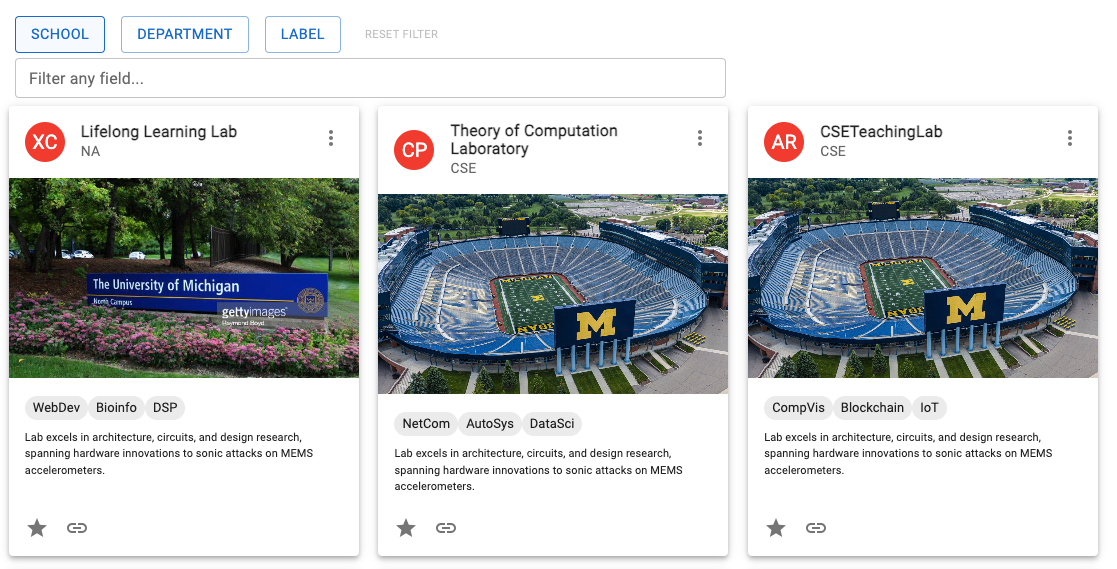 SCHOOL DEPARTMENT LABEL RESET FILTER
Filter any field...
XC
Lifelong Learning Lab
NA
The University of Michigan
North Campus
gettyimages
Raymond Boyd
WebDev Bioinfo DSP
Lab excels in architecture, circuits, and design research,
spanning hardware innovations to sonic attacks on MEMS
accelerometers.
CP
Theory of Computation
Laboratory
CSE
M
NetCom AutoSys DataSci
Lab excels in architecture, circuits, and design research,
spanning hardware innovations to sonic attacks on MEMS
accelerometers.
AR
CSETeachingLab
CSE
M
CompVis Blockchain IoT
Lab excels in architecture, circuits, and design research,
spanning hardware innovations to sonic attacks on MEMS
accelerometers.